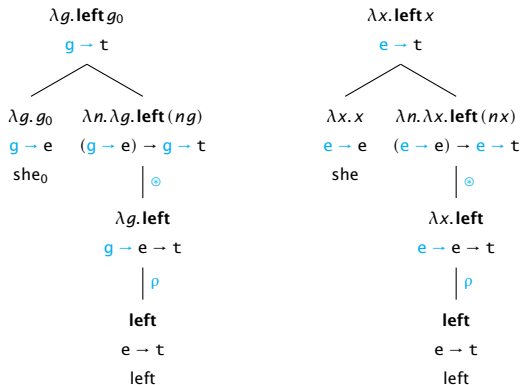 λg.left g₀
g → t
λg.g₀
g → e
she₀
λn.λg.left (ng)
(g → e) → g → t
⊛
λg.left
g → e → t
ρ
left
e → t
left
λx.left x
e → t
λx.x
e → e
she
λn.λx.left (nx)
(e → e) → e → t
⊛
λx.left
e → e → t
ρ
left
e → t
left